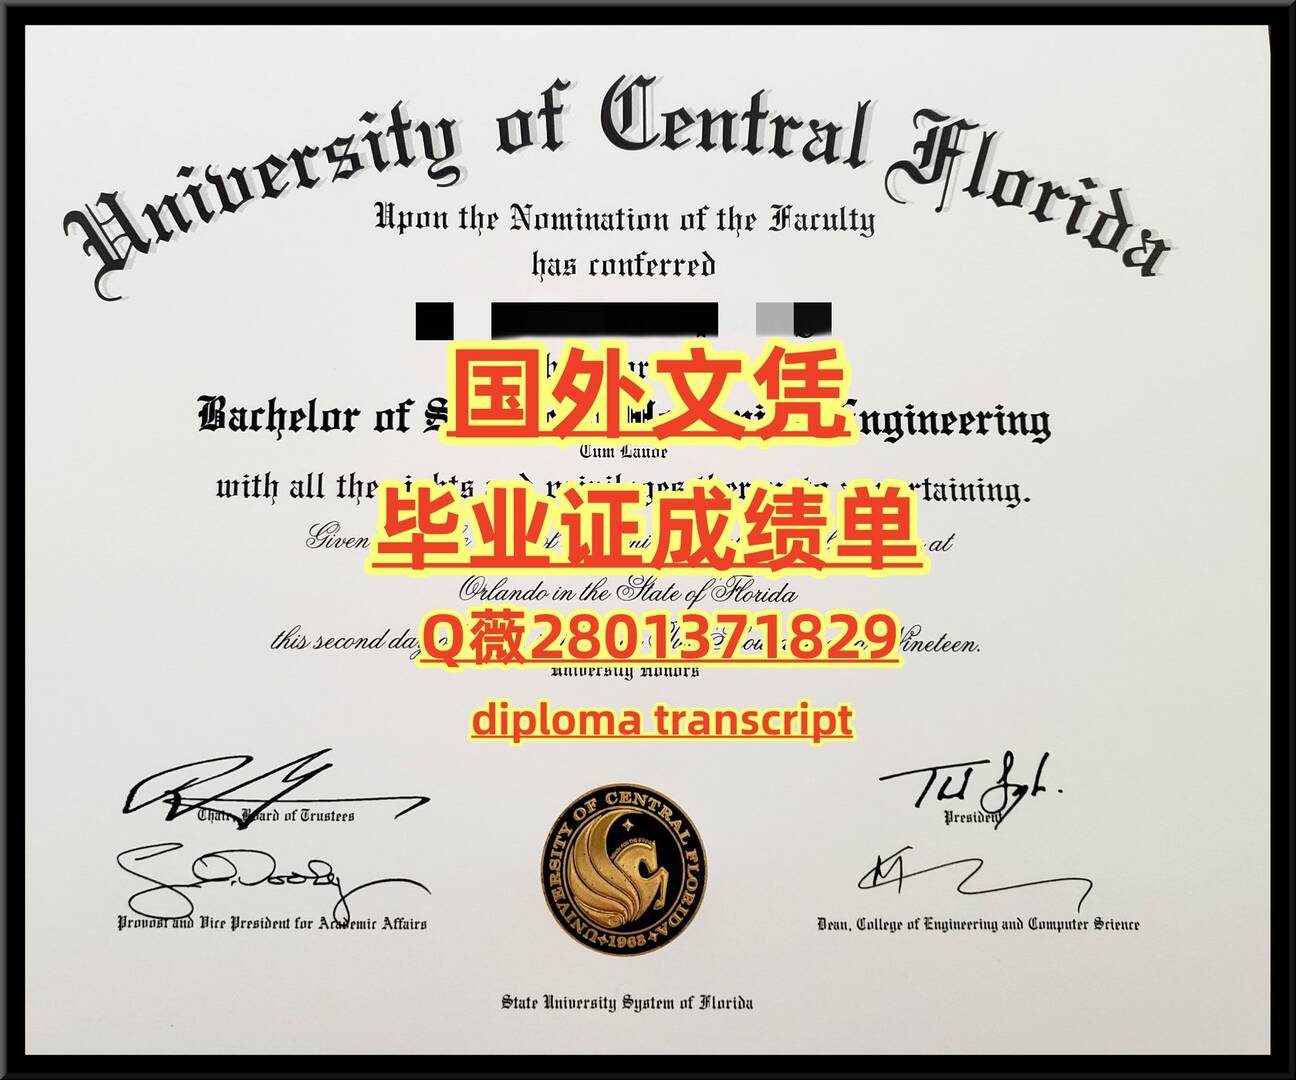 University of Central Florida
Upon the Nomination of the Faculty
has conferred
国外文凭
Bachelor of Engineering
Cum Laude
with all the
毕业证成绩单
Given at
Orlando in the State of Florida
Q薇2801371829
this second day Nineteen.
University Honors
diploma transcript
Chair, Board of Trustees
President
Provost and Vice President for Academic Affairs
Dean, College of Engineering and Computer Science
UNIVERSITY OF CENTRAL FLORIDA
1963
State University System of Florida